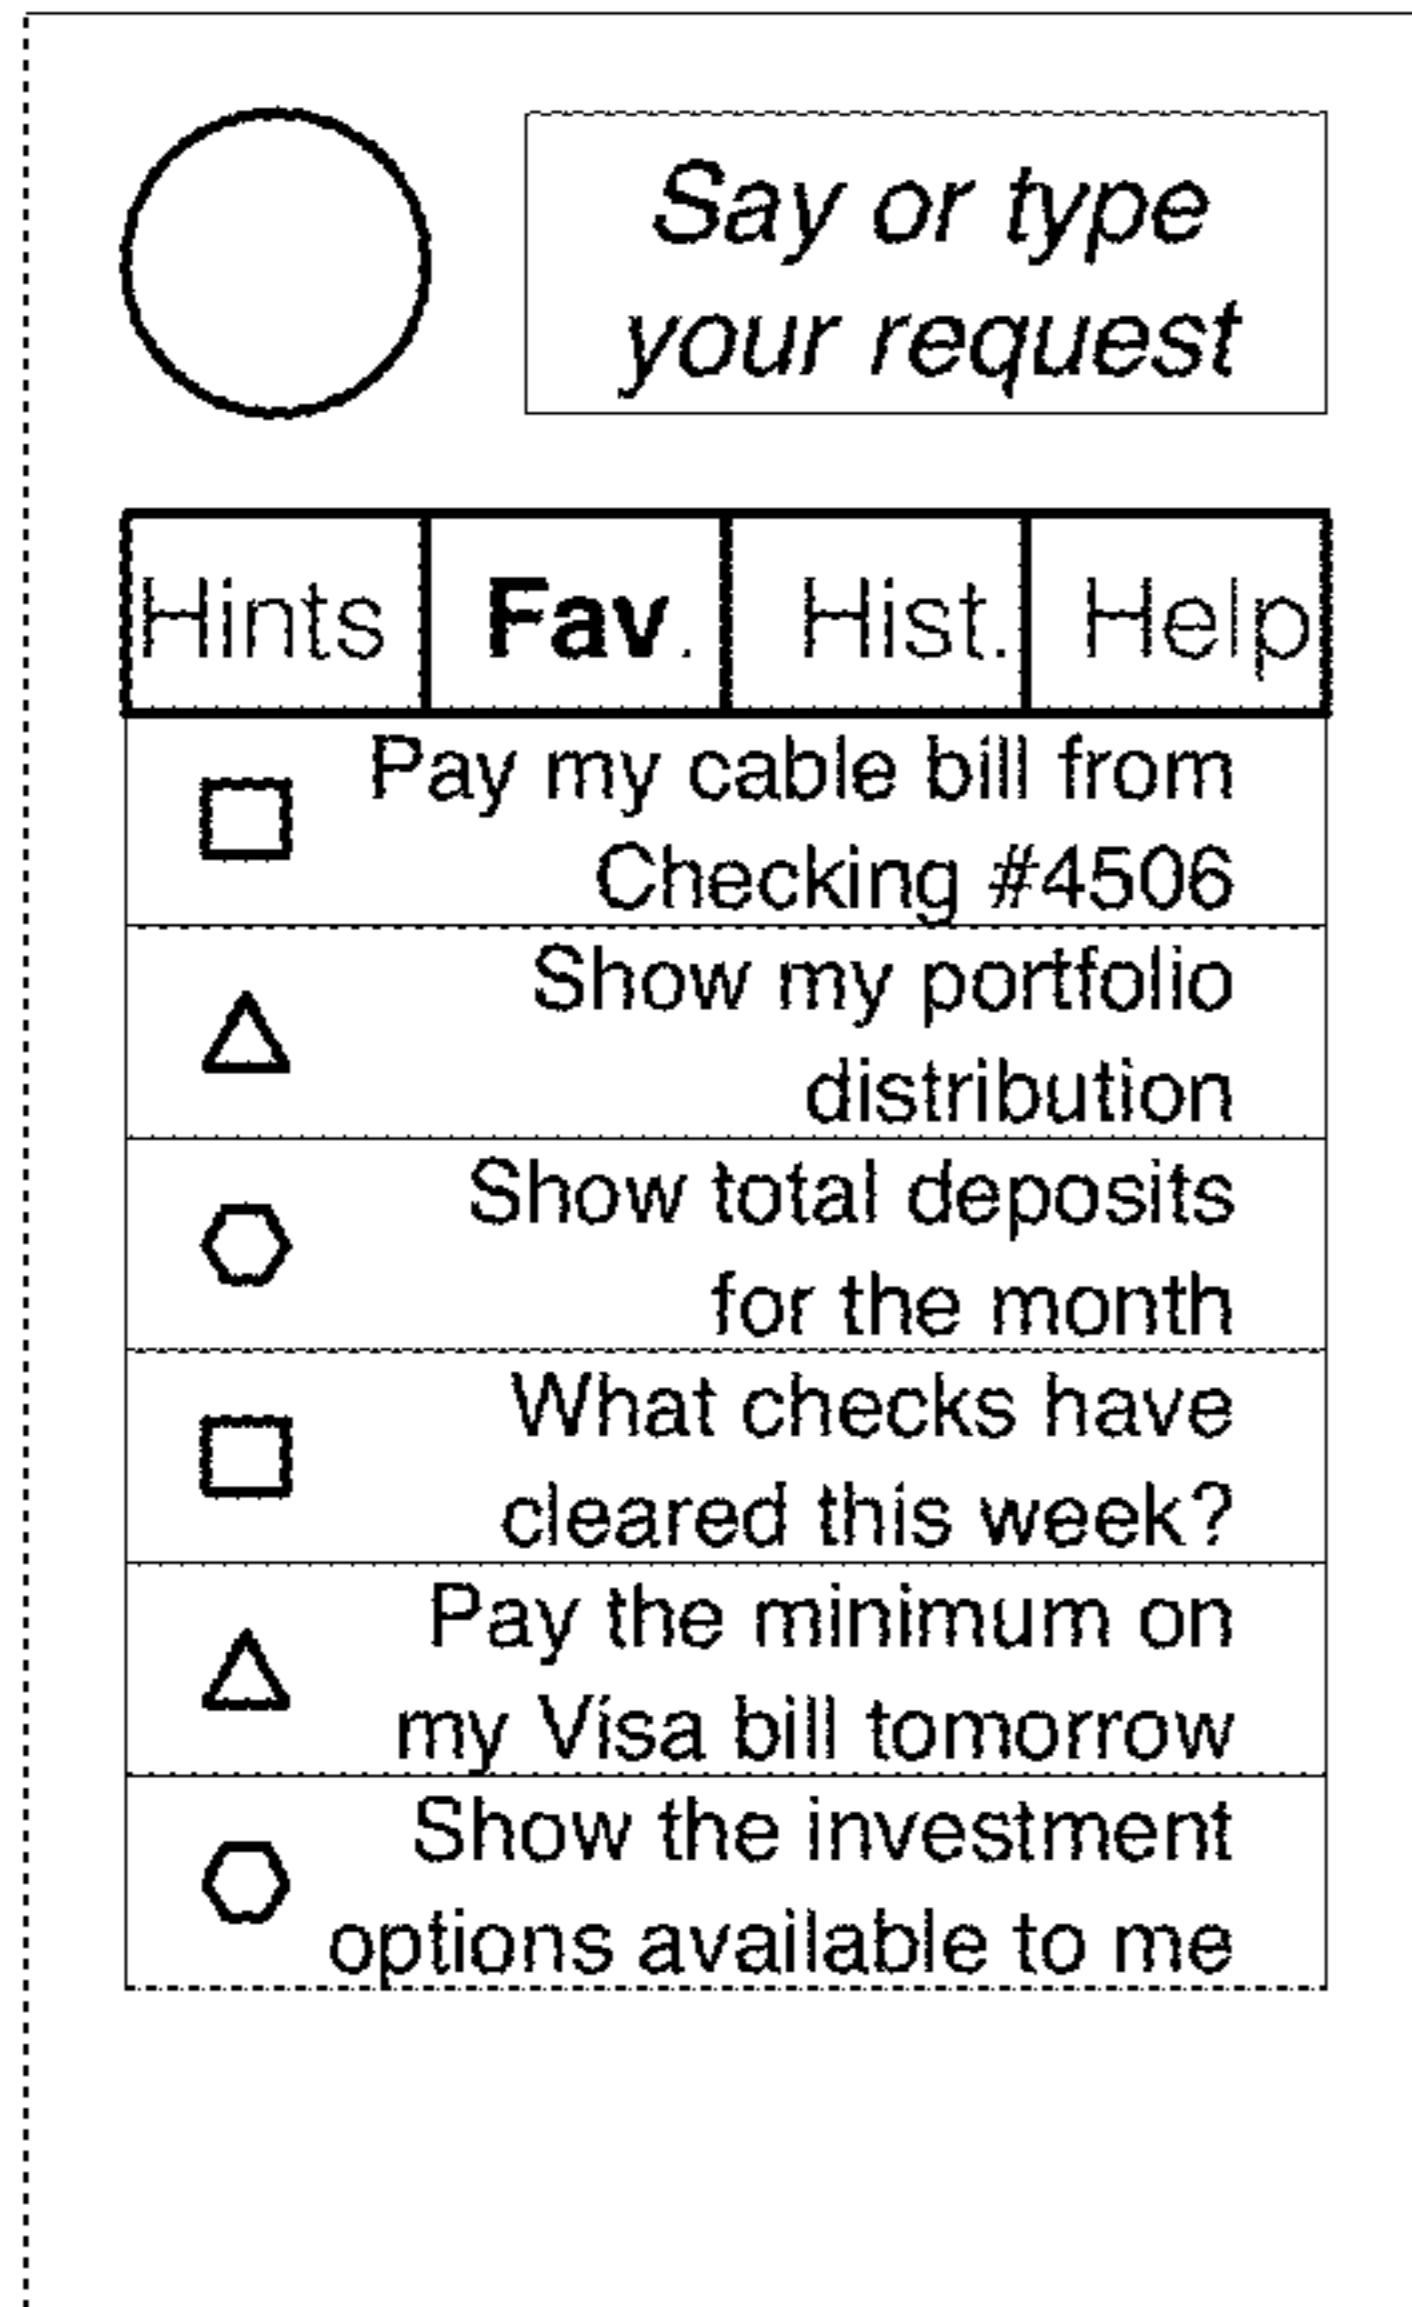 Say or type
your request
Hints Fav. Hist. Help
Pay my cable bill from
Checking #4506
Show my portfolio
distribution
Show total deposits
for the month
What checks have
cleared this week?
Pay the minimum on
my Visa bill tomorrow
Show the investment
options available to me